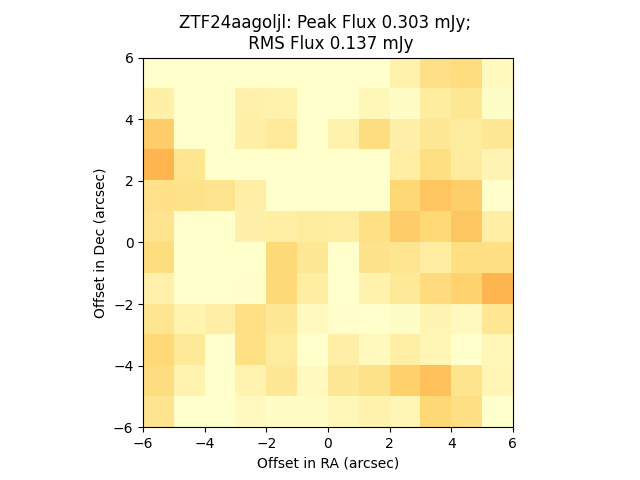 ZTF24aagoljl: Peak Flux 0.303 mJy;
RMS Flux 0.137 mJy
6
4
2
0
−2
−4
−6
Offset in Dec (arcsec)
−6 −4 −2 0 2 4 6
Offset in RA (arcsec)